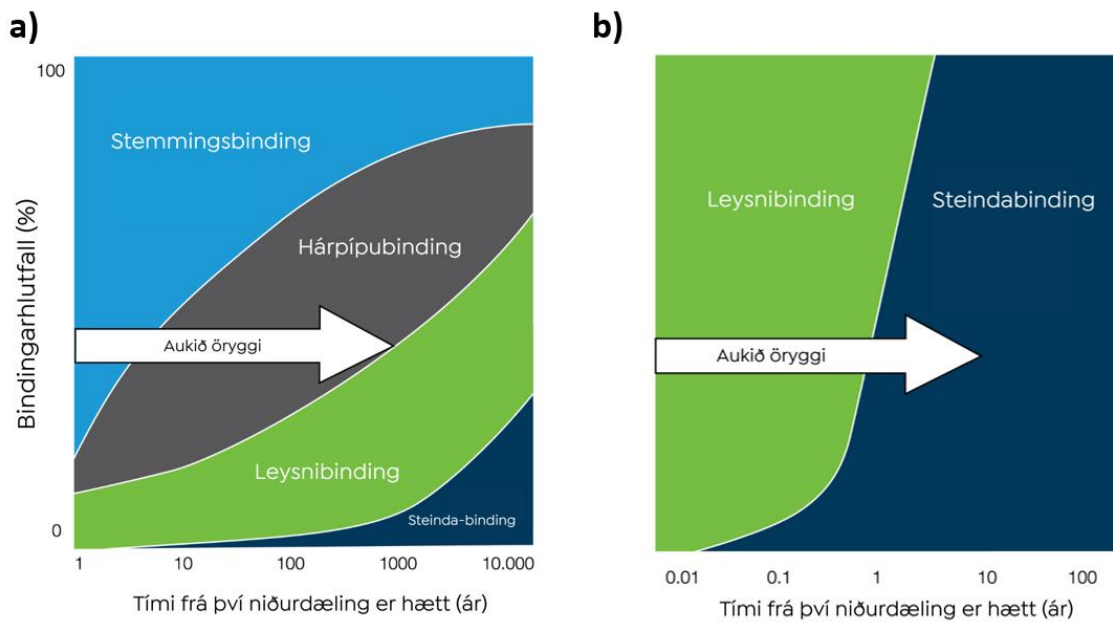 a)
100
Stemmingsbinding
Hárpípubinding
Aukið öryggi
Leysnibinding
Steinda-binding
0
Bindingarhlutfall (%)
1 10 100 1000 10.000
Tími frá því niðurdæling er hætt (ár)
b)
Leysnibinding
Steindabinding
Aukið öryggi
0.01 0.1 1 10 100
Tími frá því niðurdæling er hætt (ár)